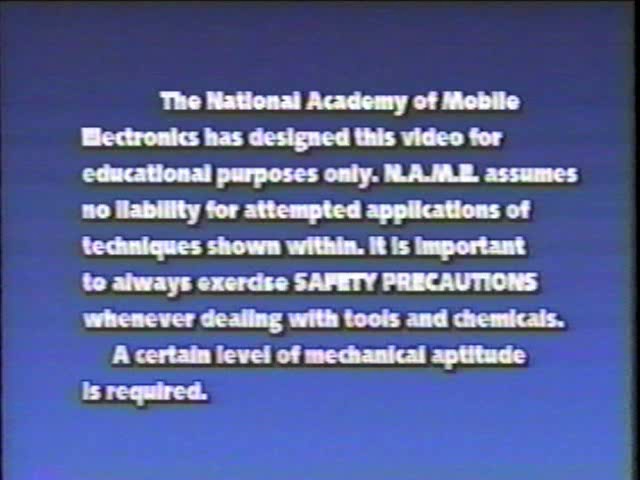 The National Academy of Mobile
Electronics has designed this video for
educational purposes only. N.A.M.E. assumes
no liability for attempted applications of
techniques shown within. It is important
to always exercise SAFETY PRECAUTIONS
whenever dealing with tools and chemicals.
A certain level of mechanical aptitude
is required.